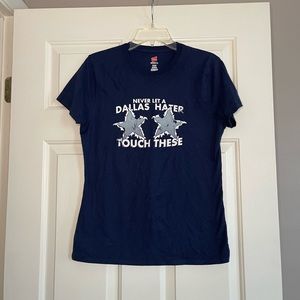 NEVER LET A
DALLAS HATER
TOUCH THESE